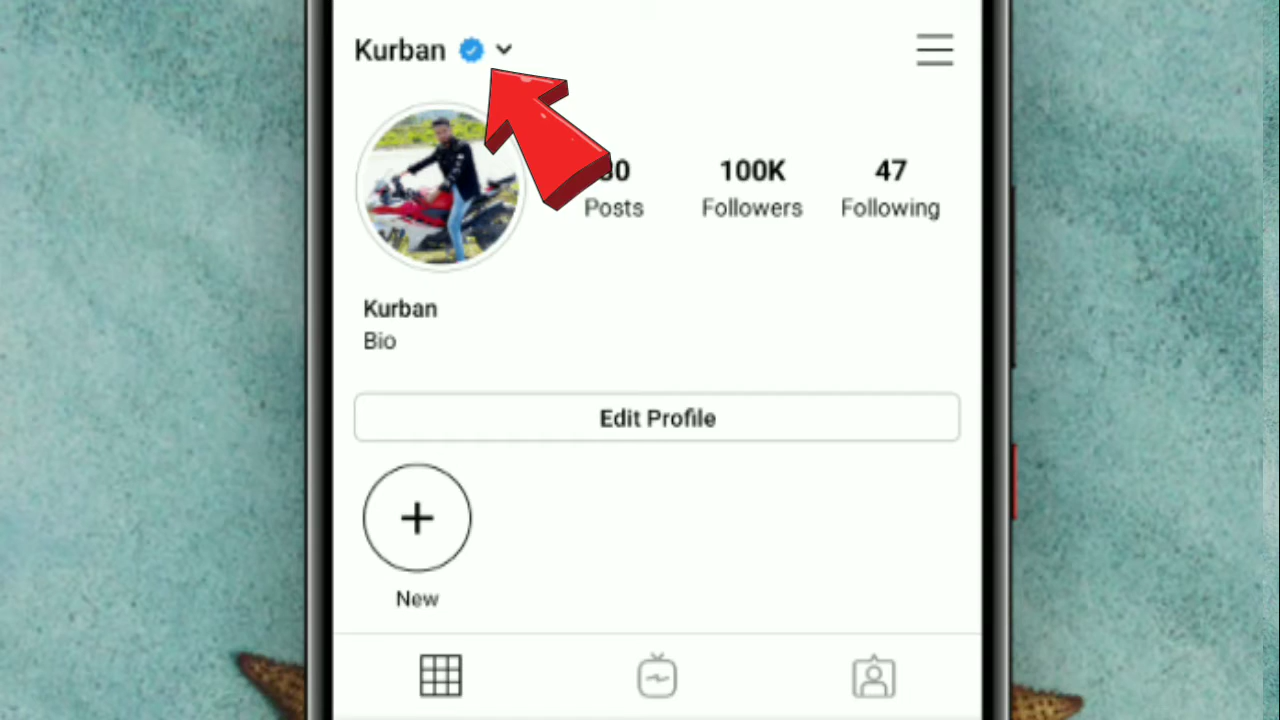 Kurban
100K 47
Posts Followers Following
Kurban
Bio
Edit Profile
New